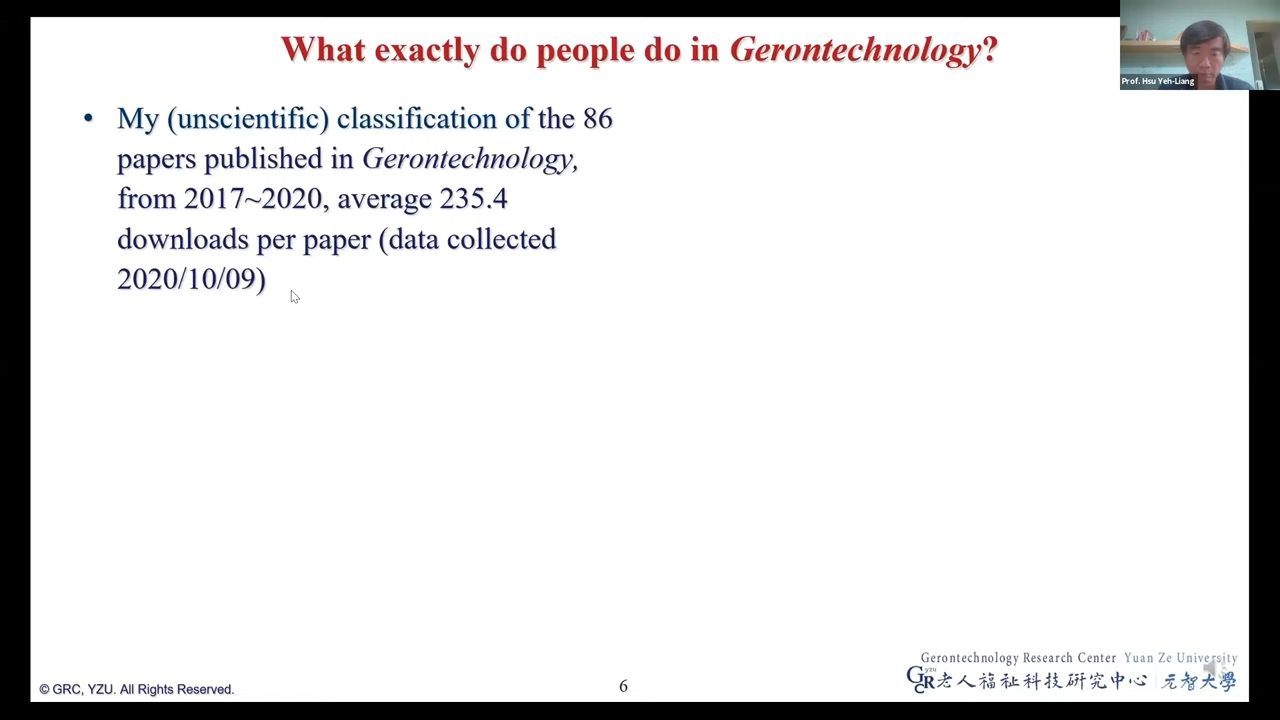 What exactly do people do in Gerontechnology?
Prof. Hsu Yeh-Liang
• My (unscientific) classification of the 86
papers published in Gerontechnology,
from 2017~2020, average 235.4
downloads per paper (data collected
2020/10/09)
Gerontechnology Research Center Yuan Ze University
GRC yzu 老人福祉科技研究中心 元智大學
© GRC, YZU. All Rights Reserved.
6